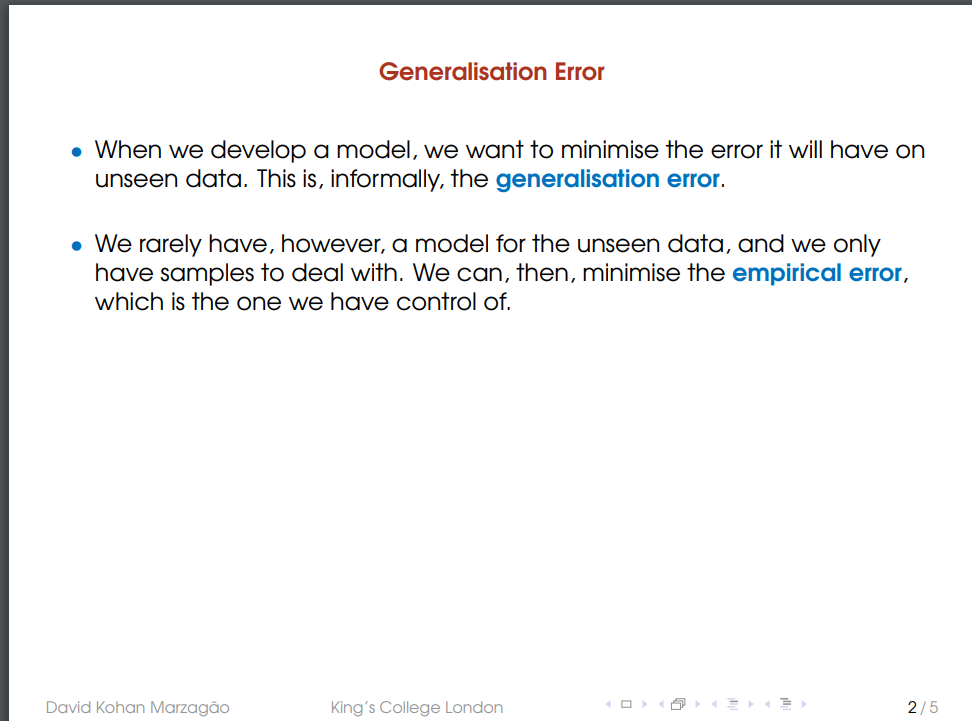 Generalisation Error
• When we develop a model, we want to minimise the error it will have on
unseen data. This is, informally, the generalisation error.
• We rarely have, however, a model for the unseen data, and we only
have samples to deal with. We can, then, minimise the empirical error,
which is the one we have control of.
David Kohan Marzagão King's College London 2 / 5